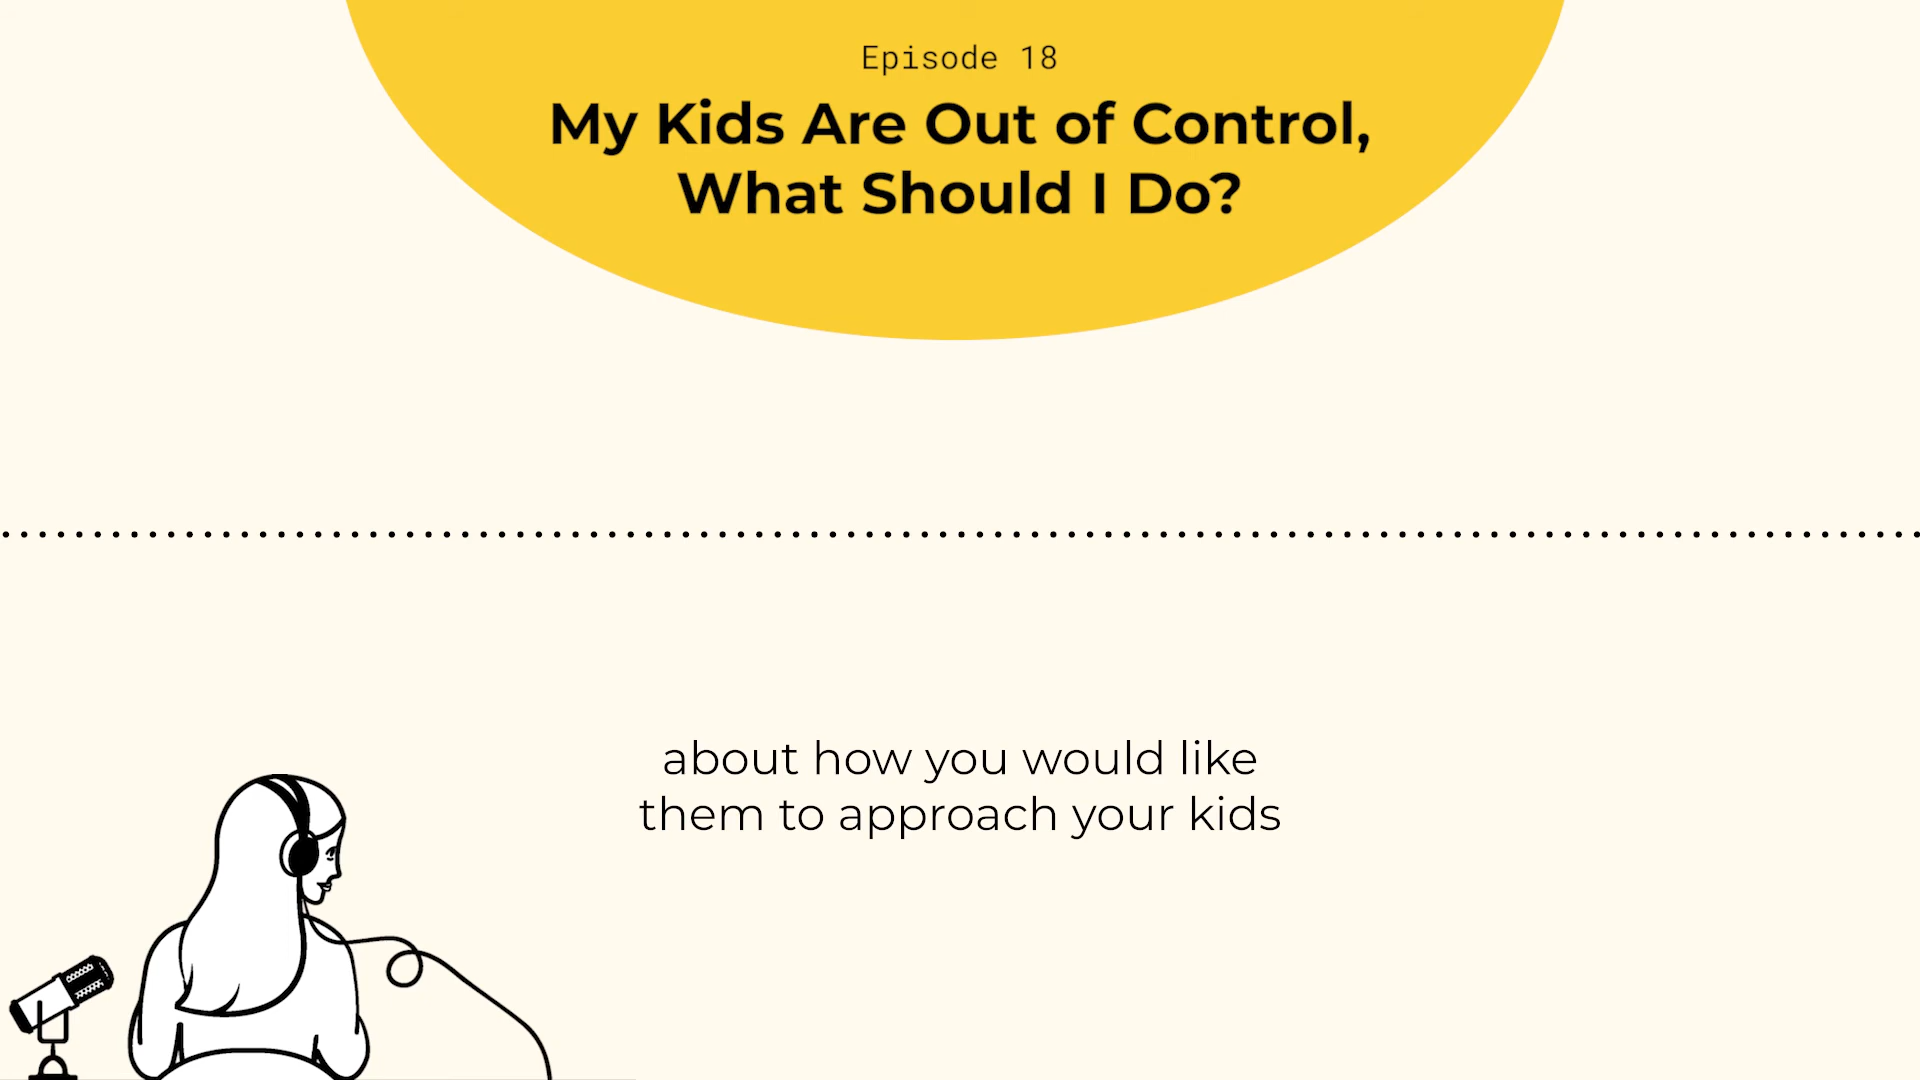 Episode 18
My Kids Are Out of Control,
What Should I Do?
about how you would like
them to approach your kids